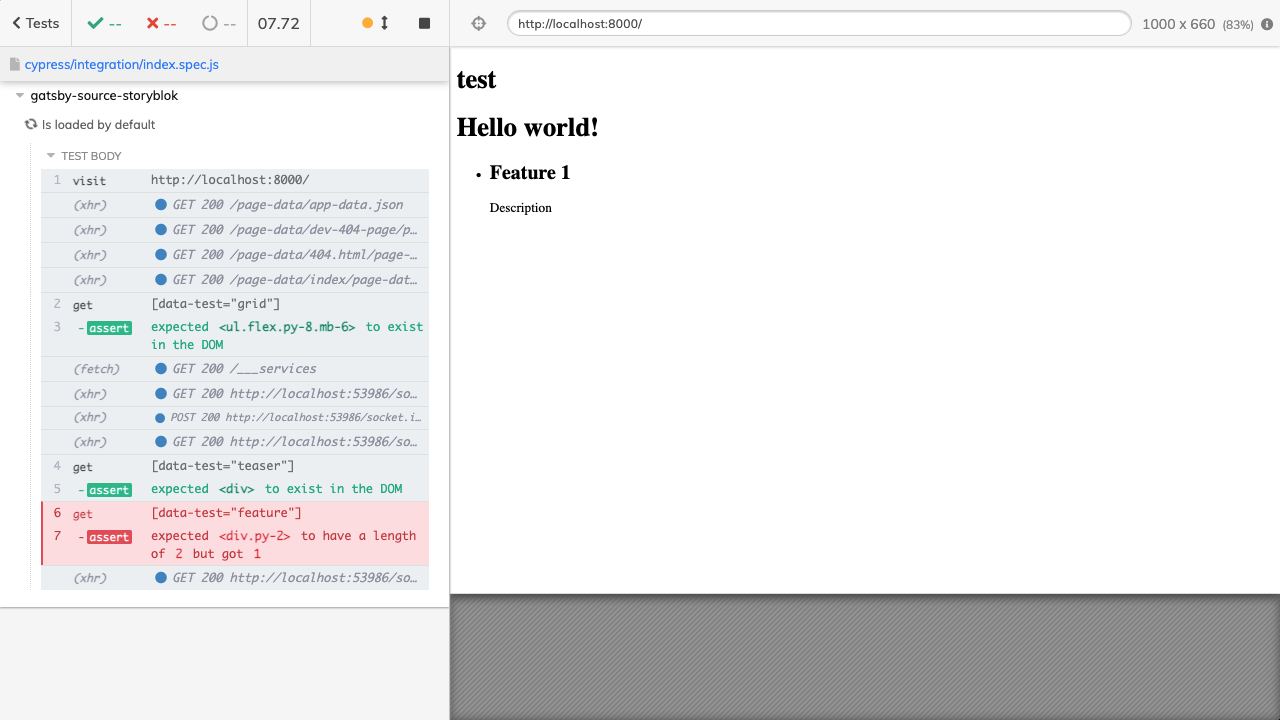 Tests
--
--
--
07.72
http://localhost:8000/
1000 x 660 (83%)
cypress/integration/index.spec.js
gatsby-source-storyblok
Is loaded by default
TEST BODY
1 visit http://localhost:8000/
(xhr) GET 200 /page-data/app-data.json
(xhr) GET 200 /page-data/dev-404-page/p…
(xhr) GET 200 /page-data/404.html/page-…
(xhr) GET 200 /page-data/index/page-dat…
2 get [data-test="grid"]
3 -assert expected <ul.flex.py-8.mb-6> to exist
in the DOM
(fetch) GET 200 /___services
(xhr) GET 200 http://localhost:53986/so…
(xhr) POST 200 http://localhost:53986/socket.i…
(xhr) GET 200 http://localhost:53986/so…
4 get [data-test="teaser"]
5 -assert expected <div> to exist in the DOM
6 get [data-test="feature"]
7 -assert expected <div.py-2> to have a length
of 2 but got 1
(xhr) GET 200 http://localhost:53986/so…
test
Hello world!
• Feature 1
Description